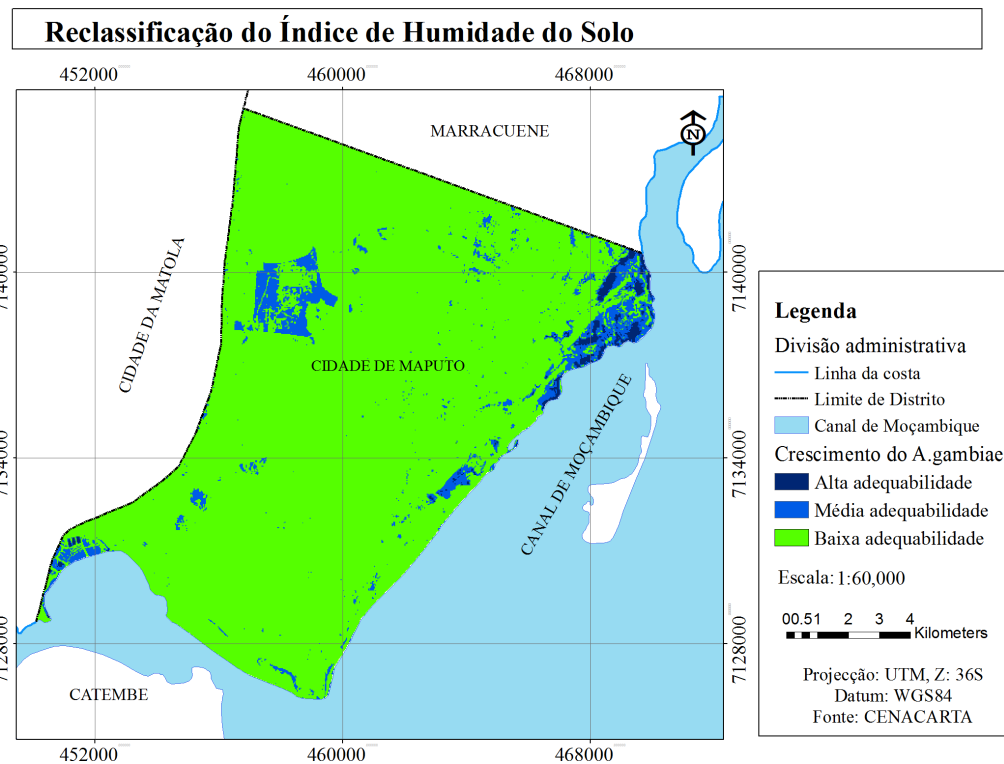 Reclassificação do Índice de Humidade do Solo
452000 460000 468000
MARRACUENE
N
CIDADE DA MATOLA
7140000 7140000
CIDADE DE MAPUTO
CANAL DE MOÇAMBIQUE
7134000 7134000
7128000 7128000
CATEMBE
452000 460000 468000
Legenda
Divisão administrativa
Linha da costa
Limite de Distrito
Canal de Moçambique
Crescimento do A.gambiae
Alta adequabilidade
Média adequabilidade
Baixa adequabilidade
Escala: 1:60,000
00.51 2 3 4
Kilometers
Projecção: UTM, Z: 36S
Datum: WGS84
Fonte: CENACARTA